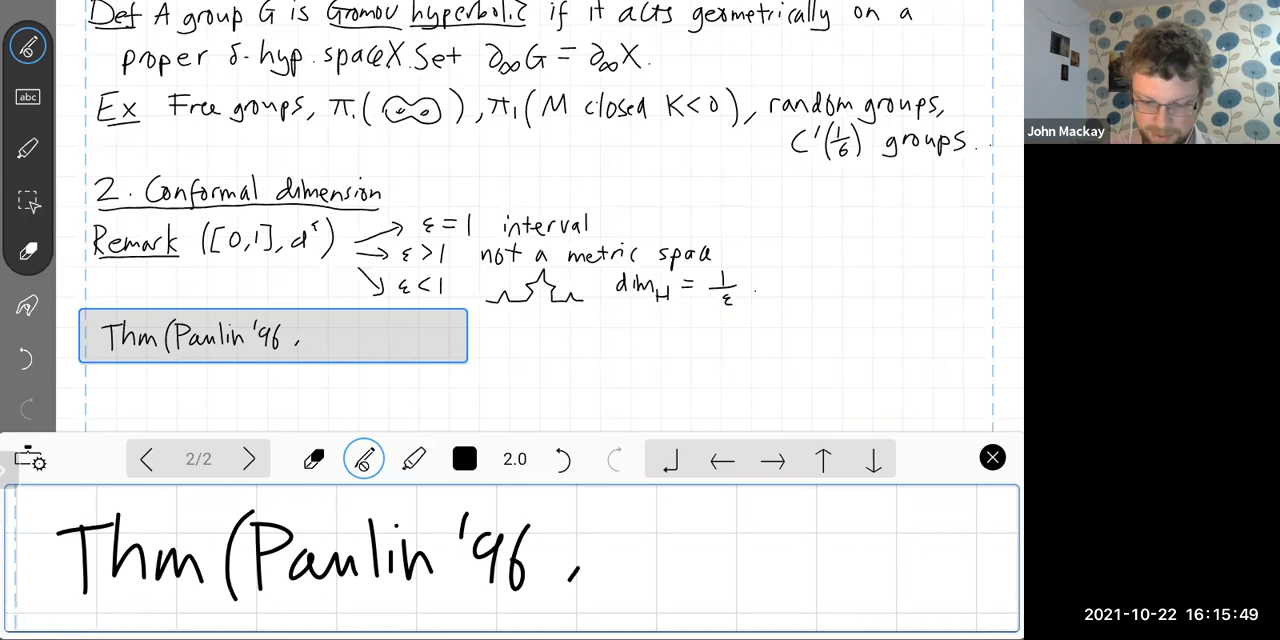 Def A group G is Gromov hyperbolic if it acts geometrically on a
proper δ-hyp. space X. Set ∂∞G = ∂∞X.
Ex Free groups, π₁( ), π₁(M closed K<0), random groups,
C'(1/6) groups...
2. Conformal dimension
Remark ([0,1], d^ε) → ε = 1 interval
→ ε > 1 not a metric space
↘ ε < 1 dim_H = 1/ε .
Thm (Paulin '96,
abc
2/2
2.0
Thm (Paulin '96,
John Mackay
2021-10-22 16:15:49